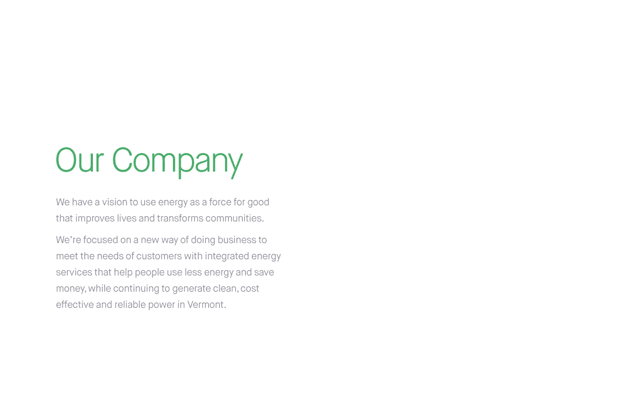 Our Company
We have a vision to use energy as a force for good
that improves lives and transforms communities.
We're focused on a new way of doing business to
meet the needs of customers with integrated energy
services that help people use less energy and save
money, while continuing to generate clean, cost
effective and reliable power in Vermont.